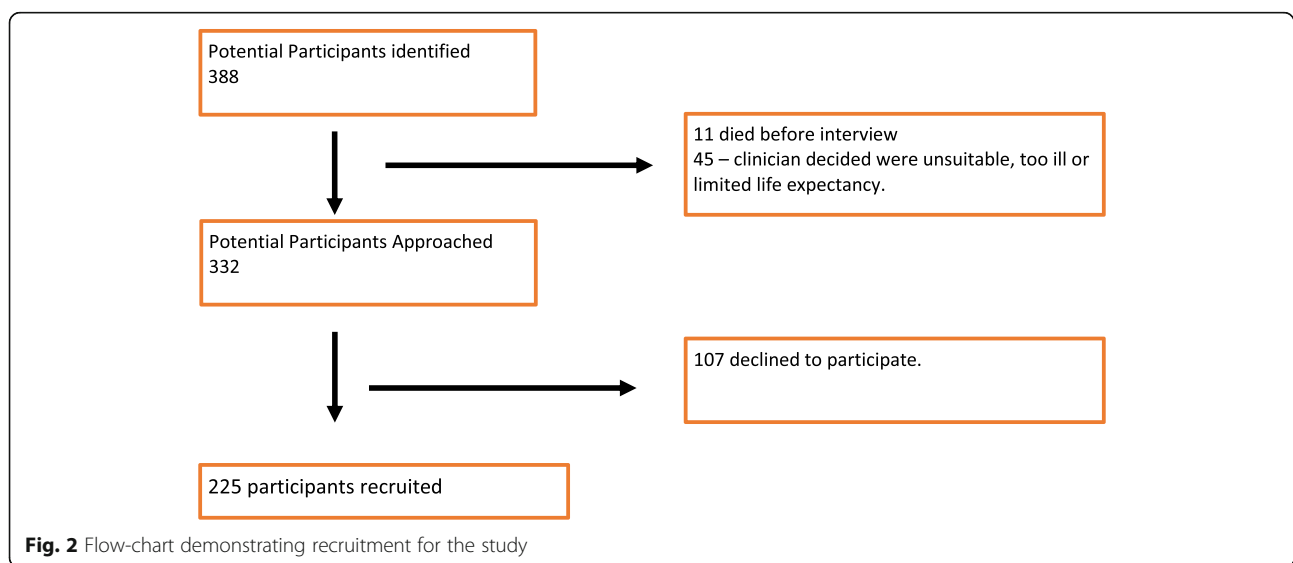 Potential Participants identified
388
11 died before interview
45 – clinician decided were unsuitable, too ill or
limited life expectancy.
Potential Participants Approached
332
107 declined to participate.
225 participants recruited
Fig. 2 Flow-chart demonstrating recruitment for the study